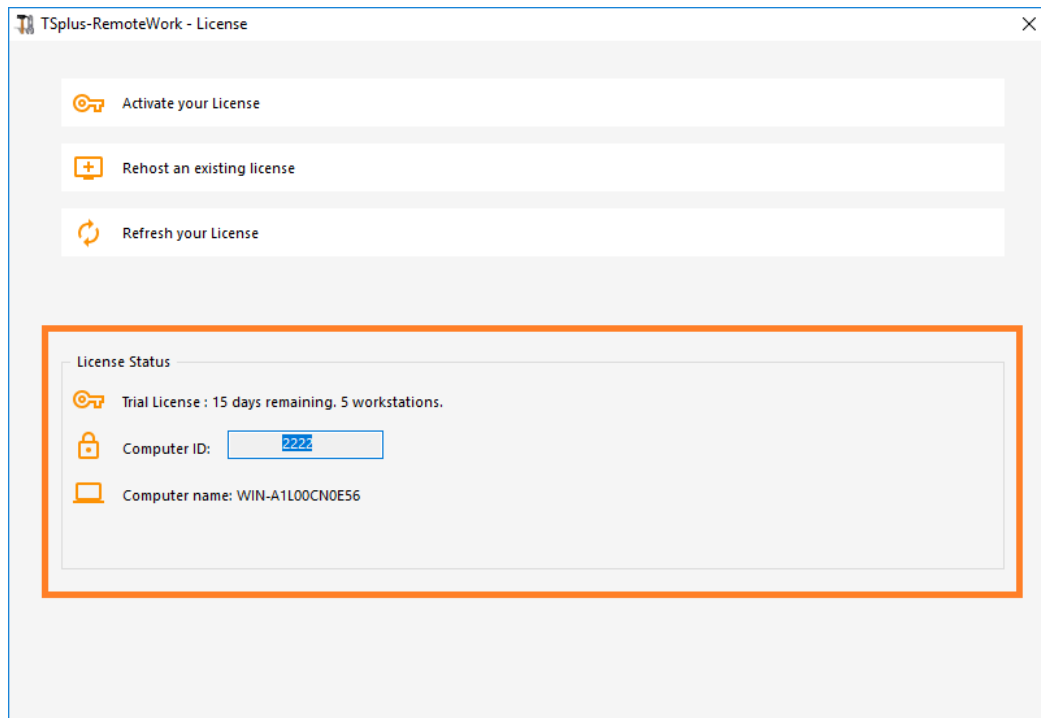 TSplus-RemoteWork - License
Activate your License
Rehost an existing license
Refresh your License
License Status
Trial License : 15 days remaining. 5 workstations.
Computer ID: 2222
Computer name: WIN-A1L00CN0E56